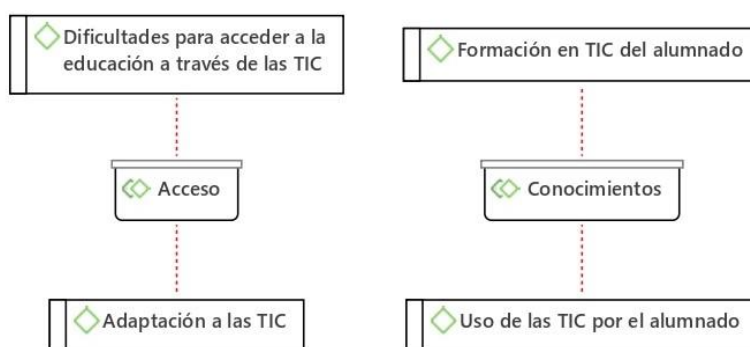 Dificultades para acceder a la
educación a través de las TIC
Formación en TIC del alumnado
Acceso
Conocimientos
Adaptación a las TIC
Uso de las TIC por el alumnado